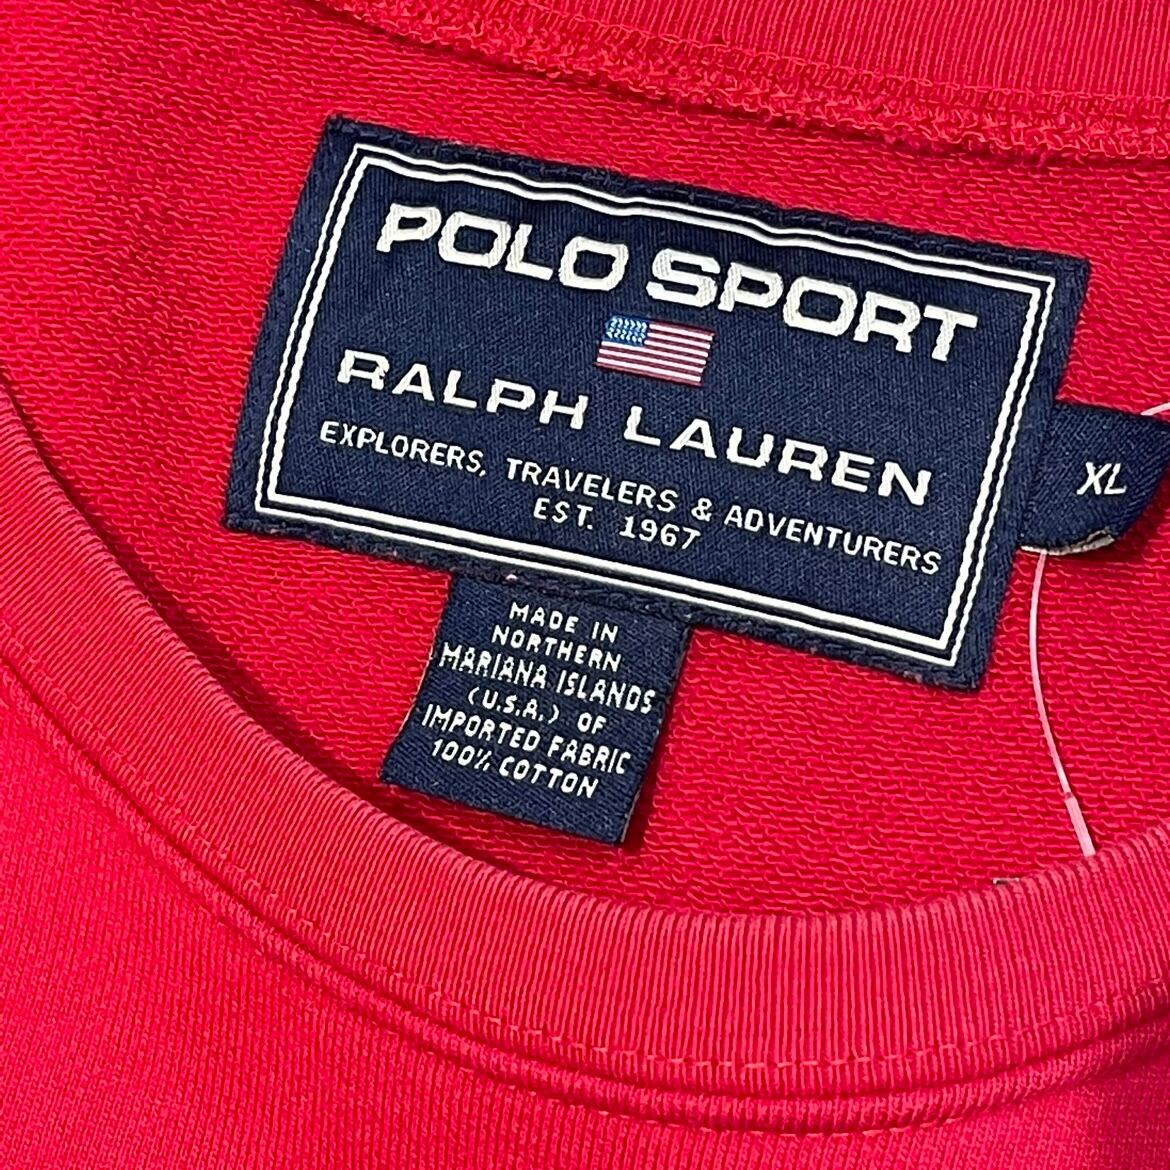 POLO SPORT
RALPH LAUREN
EXPLORERS, TRAVELERS & ADVENTURERS
EST. 1967
XL
MADE IN
NORTHERN
MARIANA ISLANDS
(U.S.A.) OF
IMPORTED FABRIC
100% COTTON